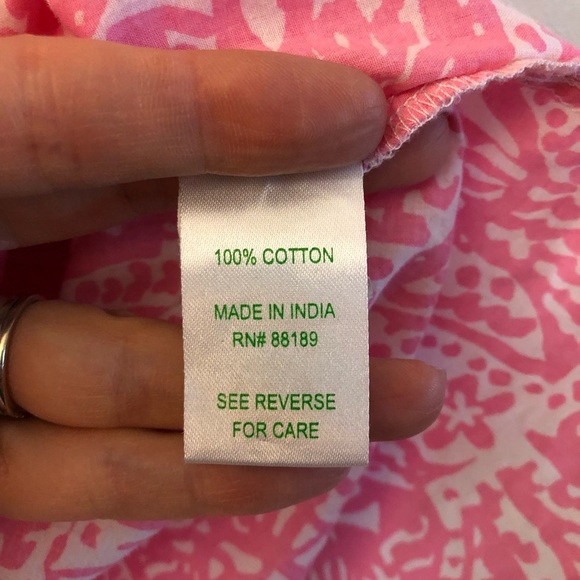 100% COTTON
MADE IN INDIA
RN# 88189
SEE REVERSE
FOR CARE